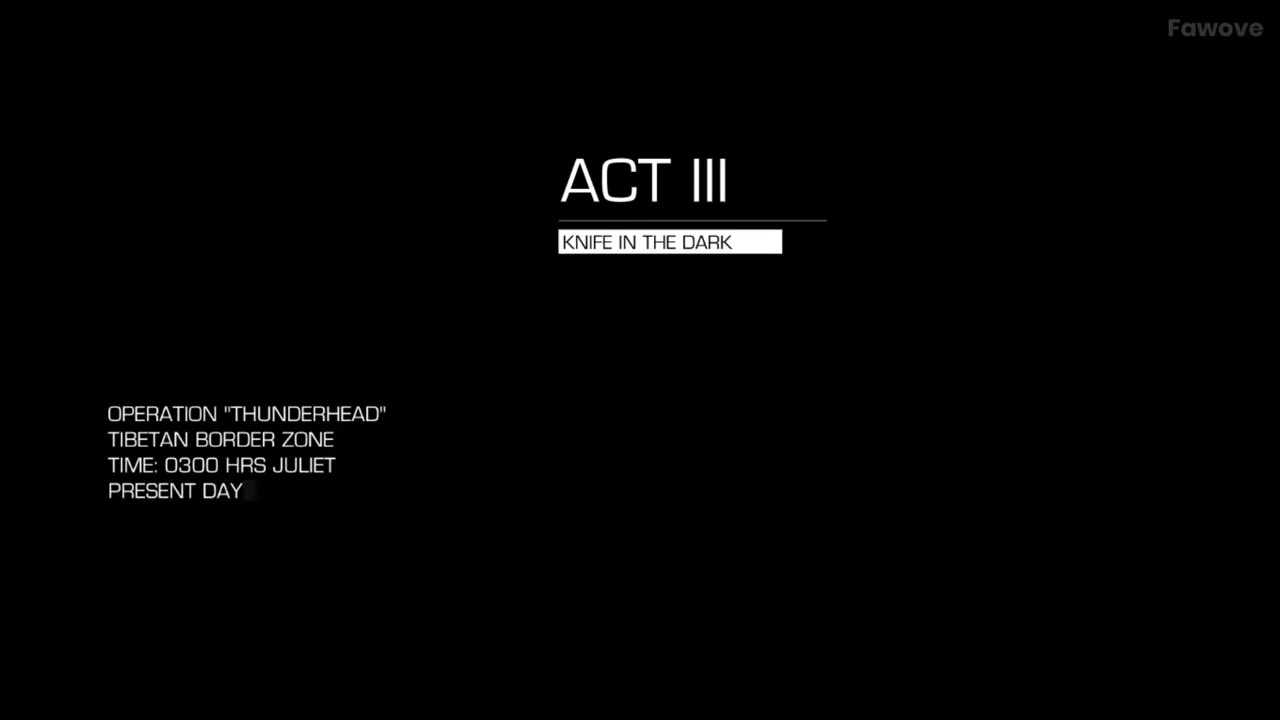 Fawove
ACT III
KNIFE IN THE DARK
OPERATION "THUNDERHEAD"
TIBETAN BORDER ZONE
TIME: 0300 HRS JULIET
PRESENT DAY